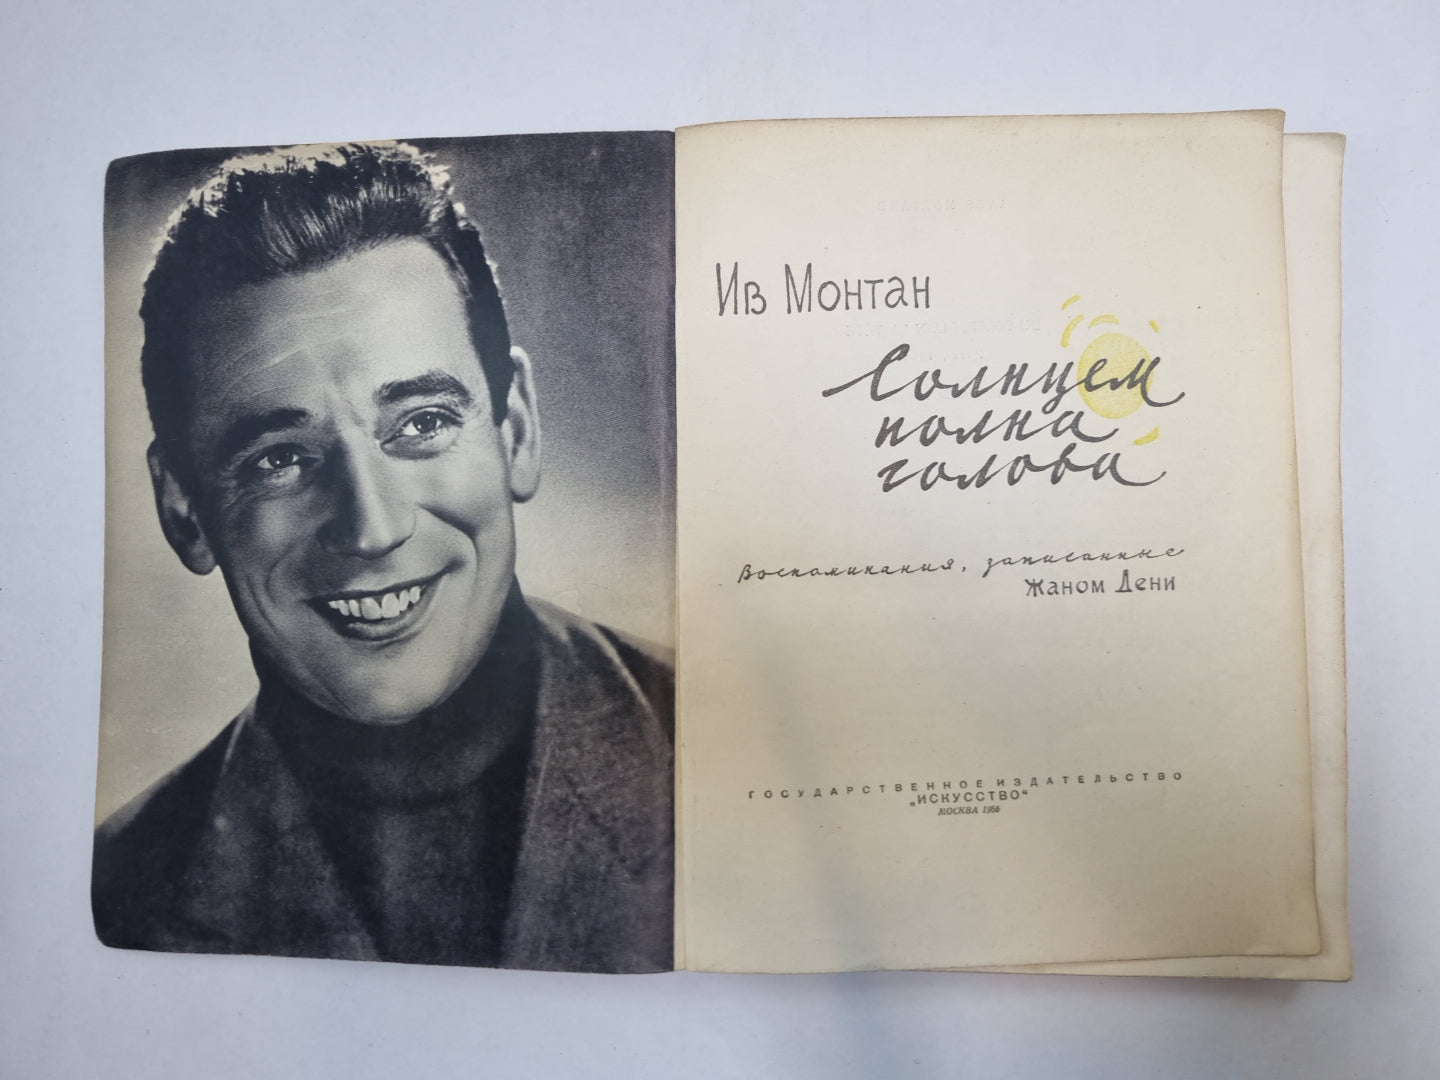 Ив Монтан
Солнцем
полна
голова
Воспоминания, записанные
Жаном Дени
ГОСУДАРСТВЕННОЕ ИЗДАТЕЛЬСТВО
„ИСКУССТВО“
МОСКВА 1956